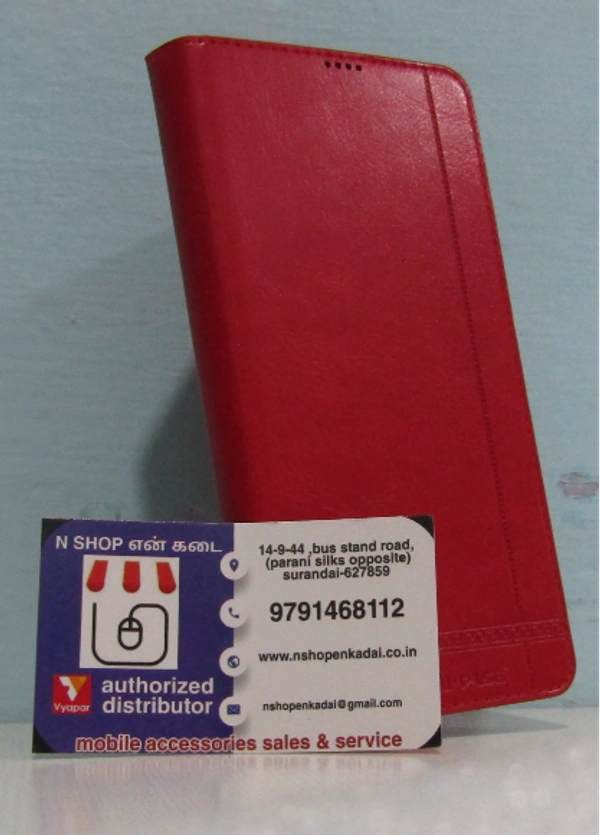 N SHOP என் கடை
Vyapar
authorized
distributor
14-9-44 ,bus stand road,
(parani silks opposite)
surandai-627859
9791468112
www.nshopenkadai.co.in
nshopenkadai@gmail.com
mobile accessories sales & service